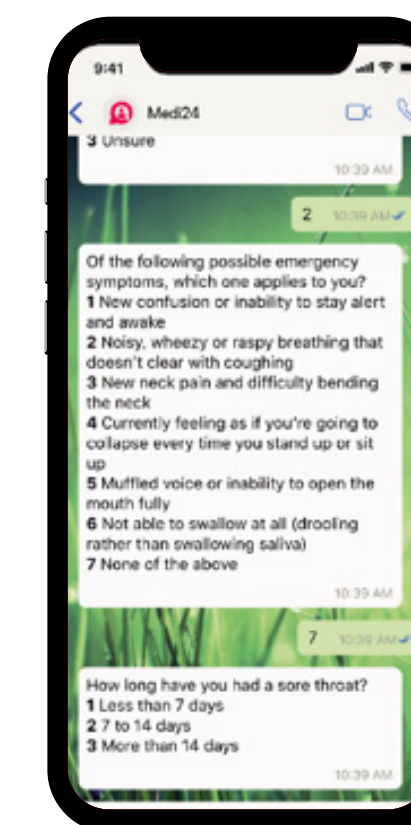 9:41
Medi24
3 Unsure
10:39 AM
2 10:39 AM
Of the following possible emergency
symptoms, which one applies to you?
1 New confusion or inability to stay alert
and awake
2 Noisy, wheezy or raspy breathing that
doesn't clear with coughing
3 New neck pain and difficulty bending
the neck
4 Currently feeling as if you're going to
collapse every time you stand up or sit
up
5 Muffled voice or inability to open the
mouth fully
6 Not able to swallow at all (drooling
rather than swallowing saliva)
7 None of the above
10:39 AM
7 10:39 AM
How long have you had a sore throat?
1 Less than 7 days
2 7 to 14 days
3 More than 14 days
10:39 AM